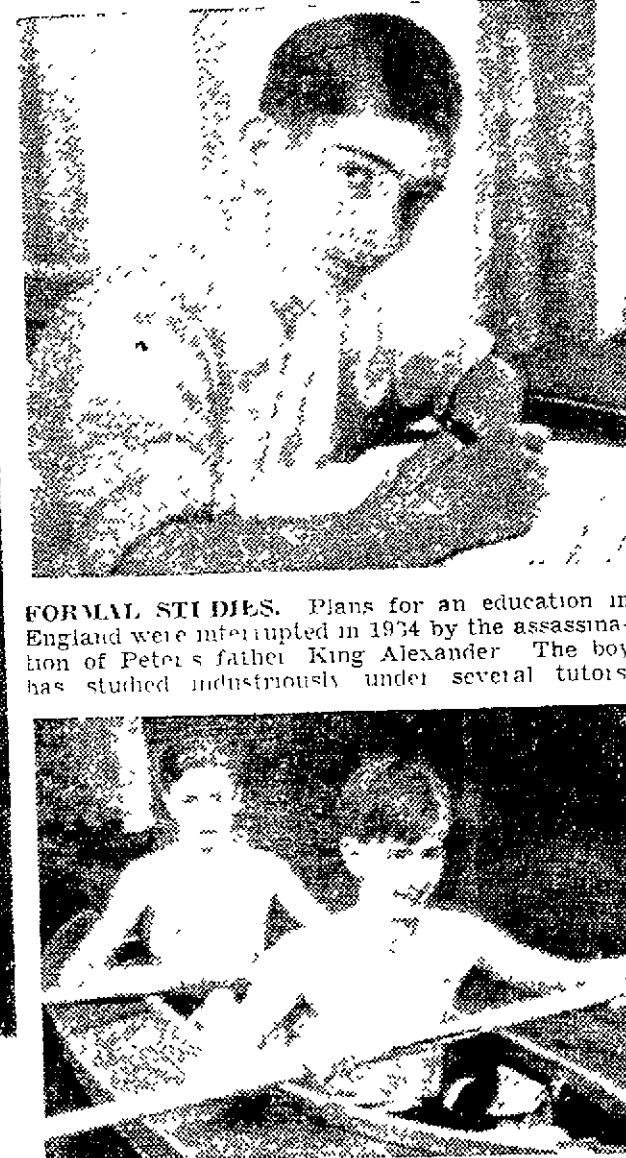 FORMAL STUDIES. Plans for an education in
England were interrupted in 1934 by the assassina-
tion of Peter s father King Alexander The boy
has studied industriously under several tutors